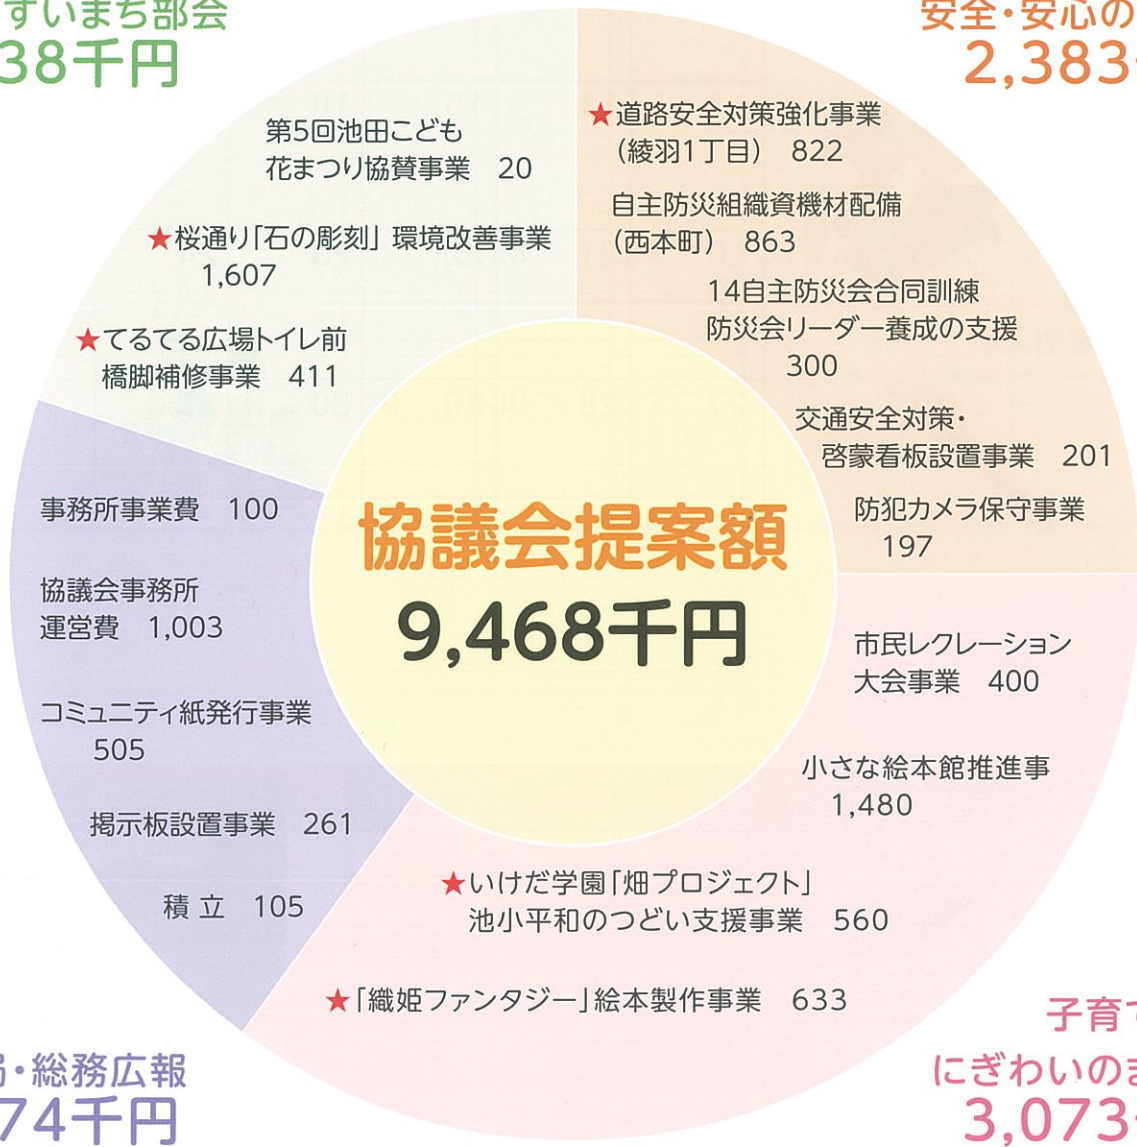 すいまち部会
38千円
安全・安心の
2,383
第5回池田こども
花まつり協賛事業 20
★桜通り「石の彫刻」環境改善事業
1,607
★てるてる広場トイレ前
橋脚補修事業 411
★道路安全対策強化事業
(綾羽1丁目) 822
自主防災組織資機材配備
(西本町) 863
14自主防災会合同訓練
防災会リーダー養成の支援
300
交通安全対策・
啓蒙看板設置事業 201
防犯カメラ保守事業
197
協議会提案額
9,468千円
事務所事業費 100
協議会事務所
運営費 1,003
コミュニティ紙発行事業
505
掲示板設置事業 261
積立 105
市民レクレーション
大会事業 400
小さな絵本館推進事
1,480
★いけだ学園「畑プロジェクト」
池小平和のつどい支援事業 560
★「織姫ファンタジー」絵本製作事業 633
・総務広報
74千円
子育て
にぎわいの
3,073